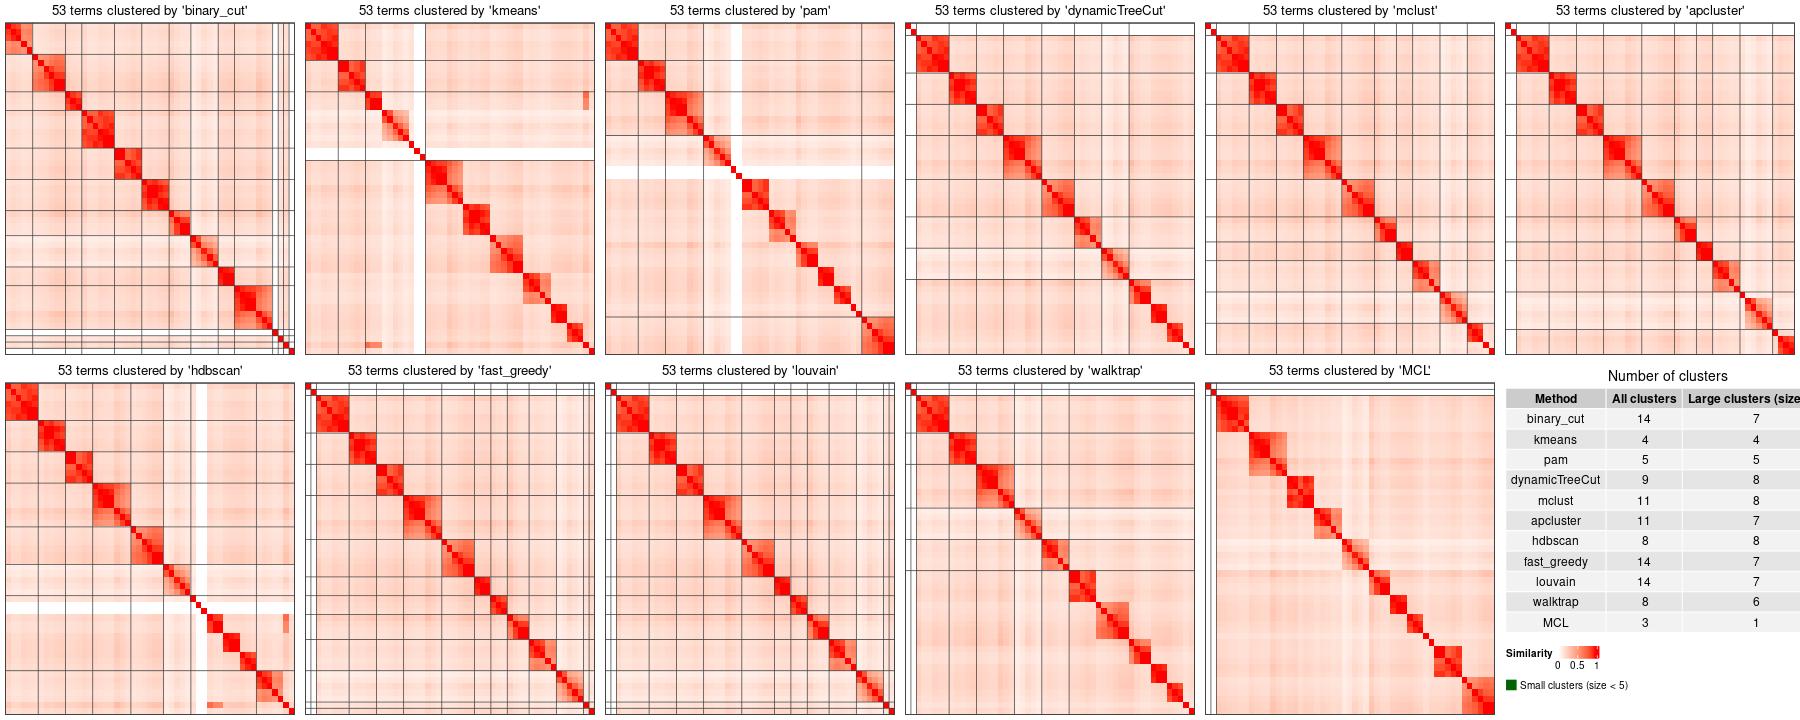 53 terms clustered by 'binary_cut'
53 terms clustered by 'kmeans'
53 terms clustered by 'pam'
53 terms clustered by 'dynamicTreeCut'
53 terms clustered by 'mclust'
53 terms clustered by 'apcluster'
53 terms clustered by 'hdbscan'
53 terms clustered by 'fast_greedy'
53 terms clustered by 'louvain'
53 terms clustered by 'walktrap'
53 terms clustered by 'MCL'
Number of clusters
Method All clusters Large clusters (size
binary_cut 14 7
kmeans 4 4
pam 5 5
dynamicTreeCut 9 8
mclust 11 8
apcluster 11 7
hdbscan 8 8
fast_greedy 14 7
louvain 14 7
walktrap 8 6
MCL 3 1
Similarity
0 0.5 1
Small clusters (size < 5)